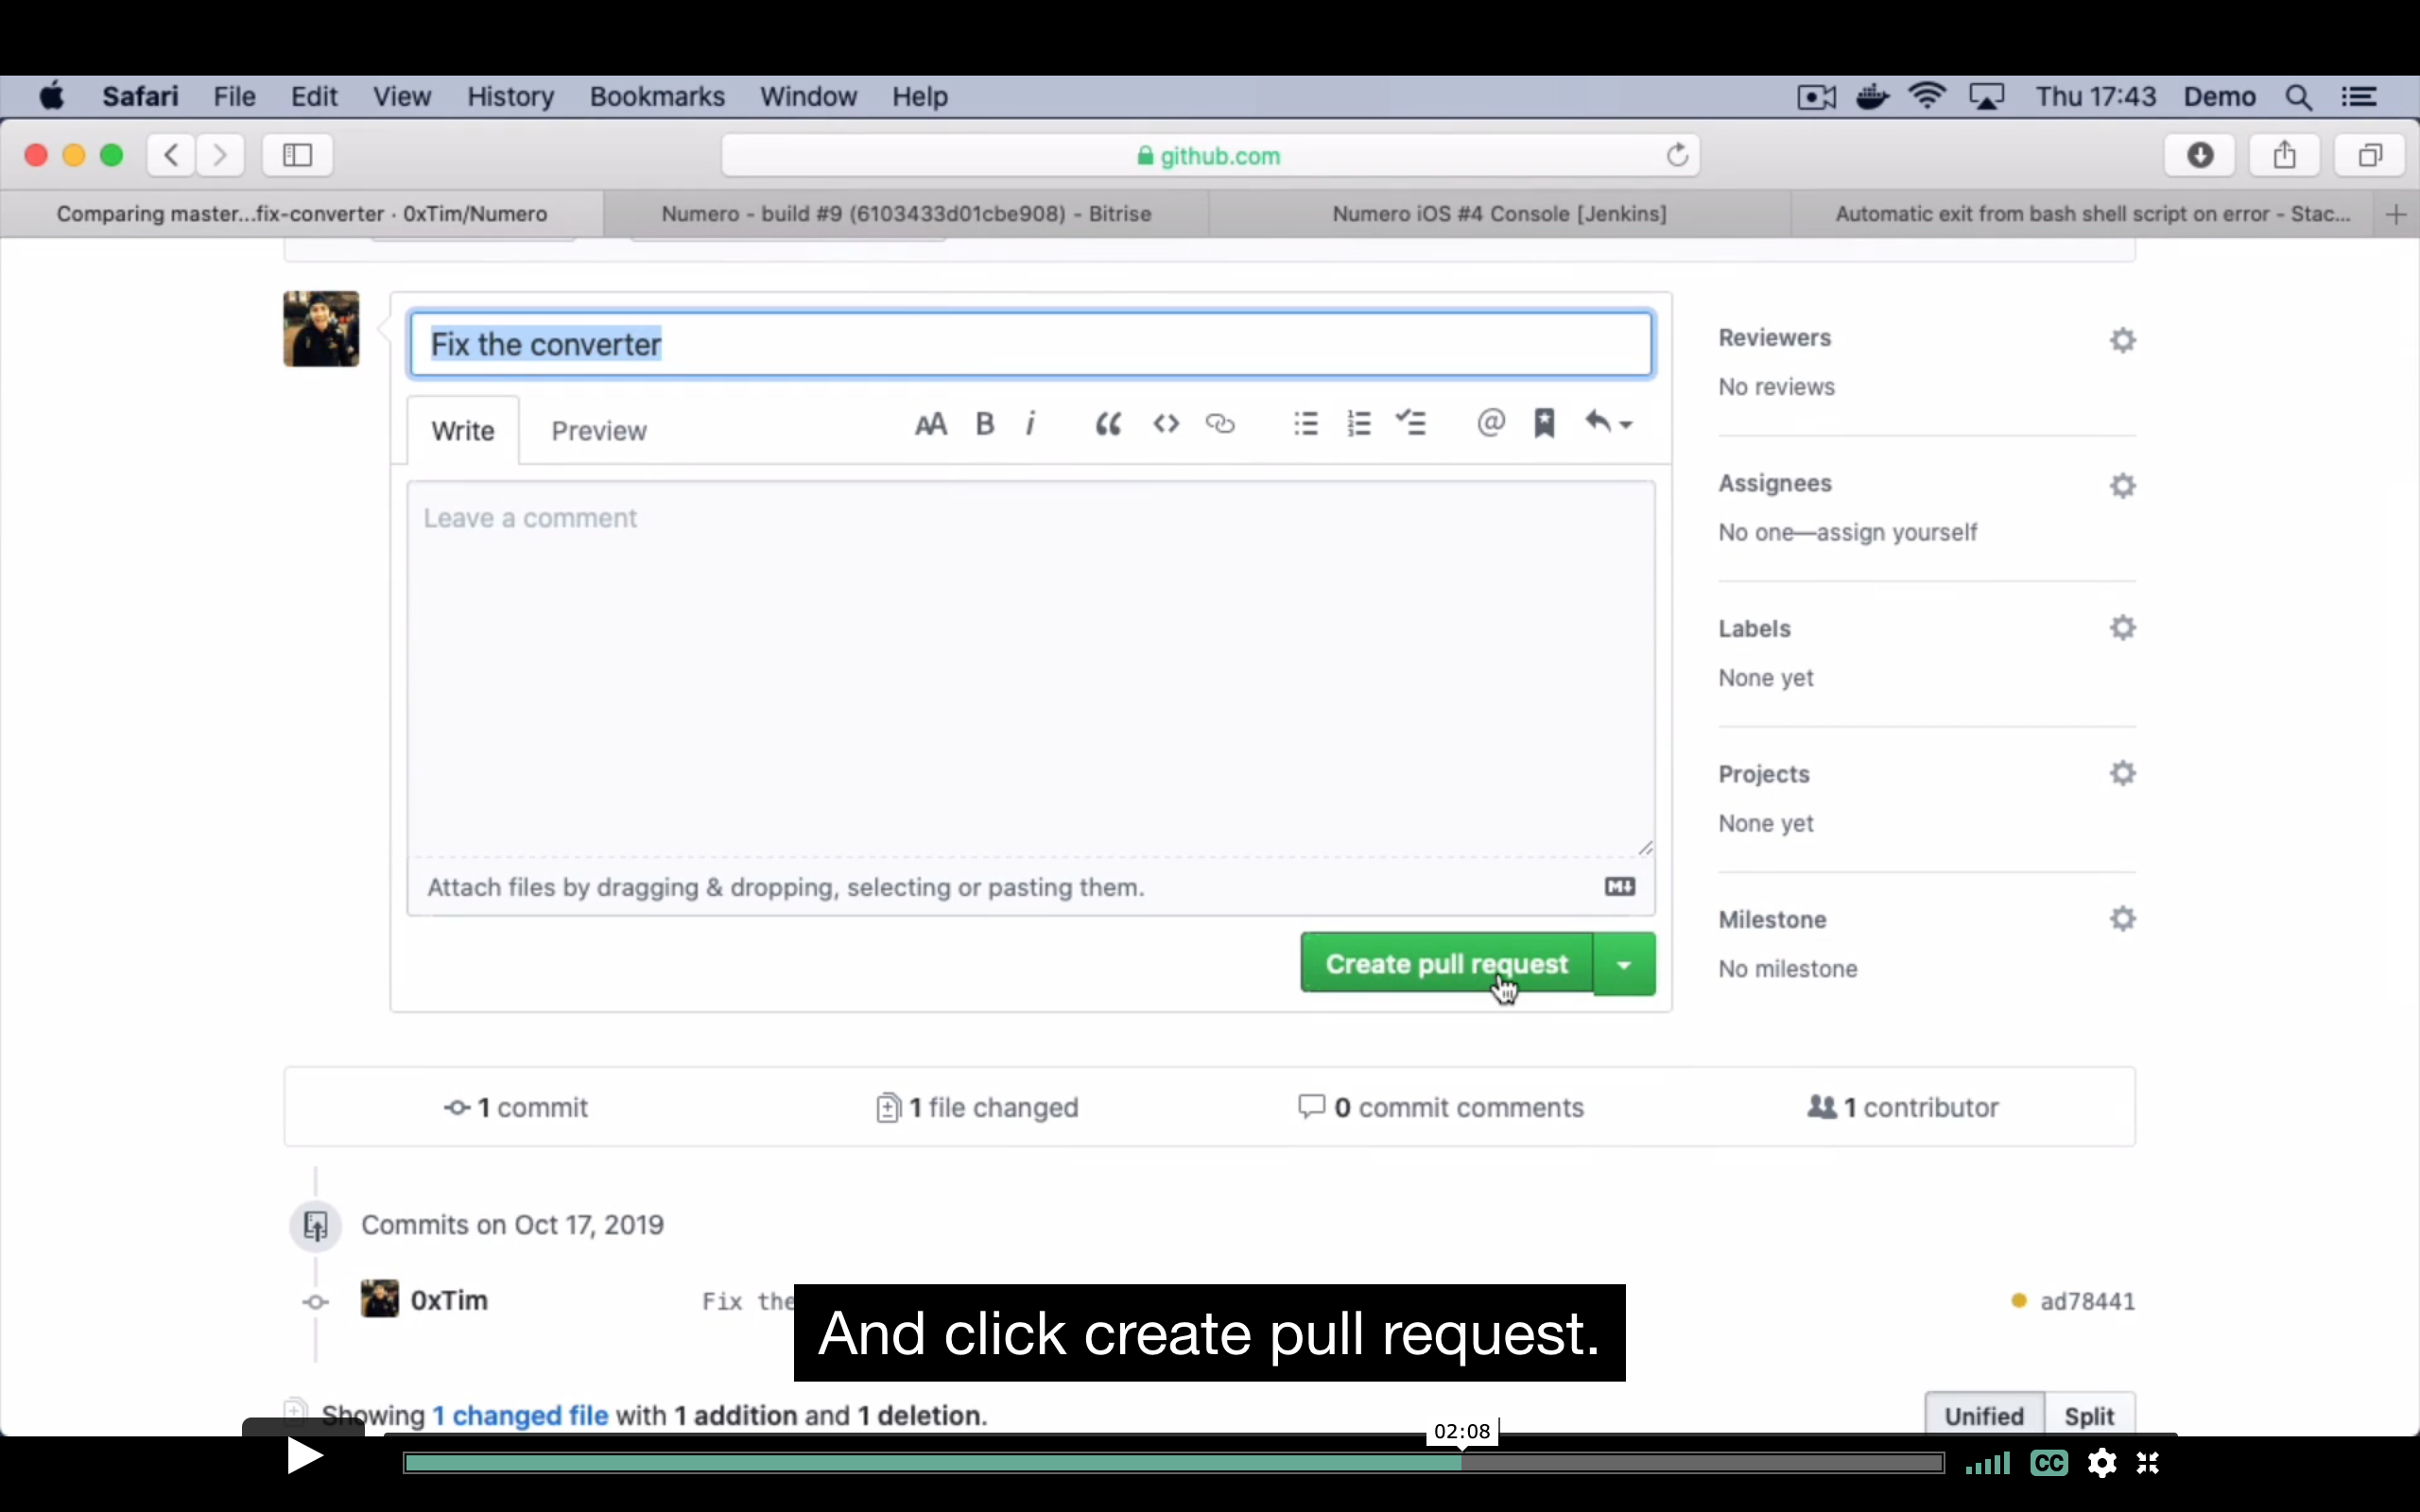 Safari File Edit View History Bookmarks Window Help Thu 17:43 Demo
github.com
Comparing master...fix-converter · 0xTim/Numero
Numero - build #9 (6103433d01cbe908) - Bitrise
Numero iOS #4 Console [Jenkins]
Automatic exit from bash shell script on error - Stac...
Fix the converter
Write Preview
Leave a comment
Attach files by dragging & dropping, selecting or pasting them.
Create pull request
Reviewers
No reviews
Assignees
No one—assign yourself
Labels
None yet
Projects
None yet
Milestone
No milestone
1 commit 1 file changed 0 commit comments 1 contributor
Commits on Oct 17, 2019
0xTim Fix the ad78441
And click create pull request.
Showing 1 changed file with 1 addition and 1 deletion.
Unified Split
02:08
CC